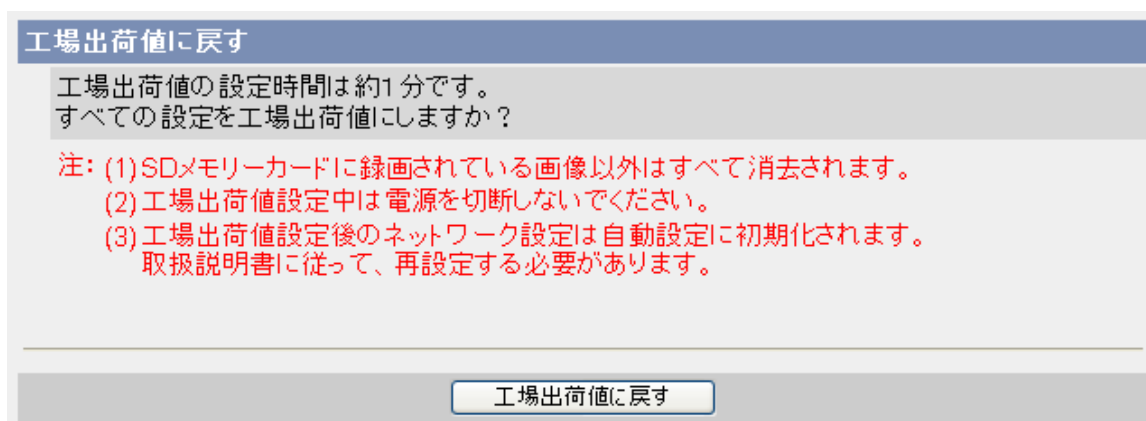 工場出荷値に戻す
工場出荷値の設定時間は約1分です。
すべての設定を工場出荷値にしますか？
注: (1)SDメモリーカードに録画されている画像以外はすべて消去されます。
(2)工場出荷値設定中は電源を切断しないでください。
(3)工場出荷値設定後のネットワーク設定は自動設定に初期化されます。
取扱説明書に従って、再設定する必要があります。
工場出荷値に戻す